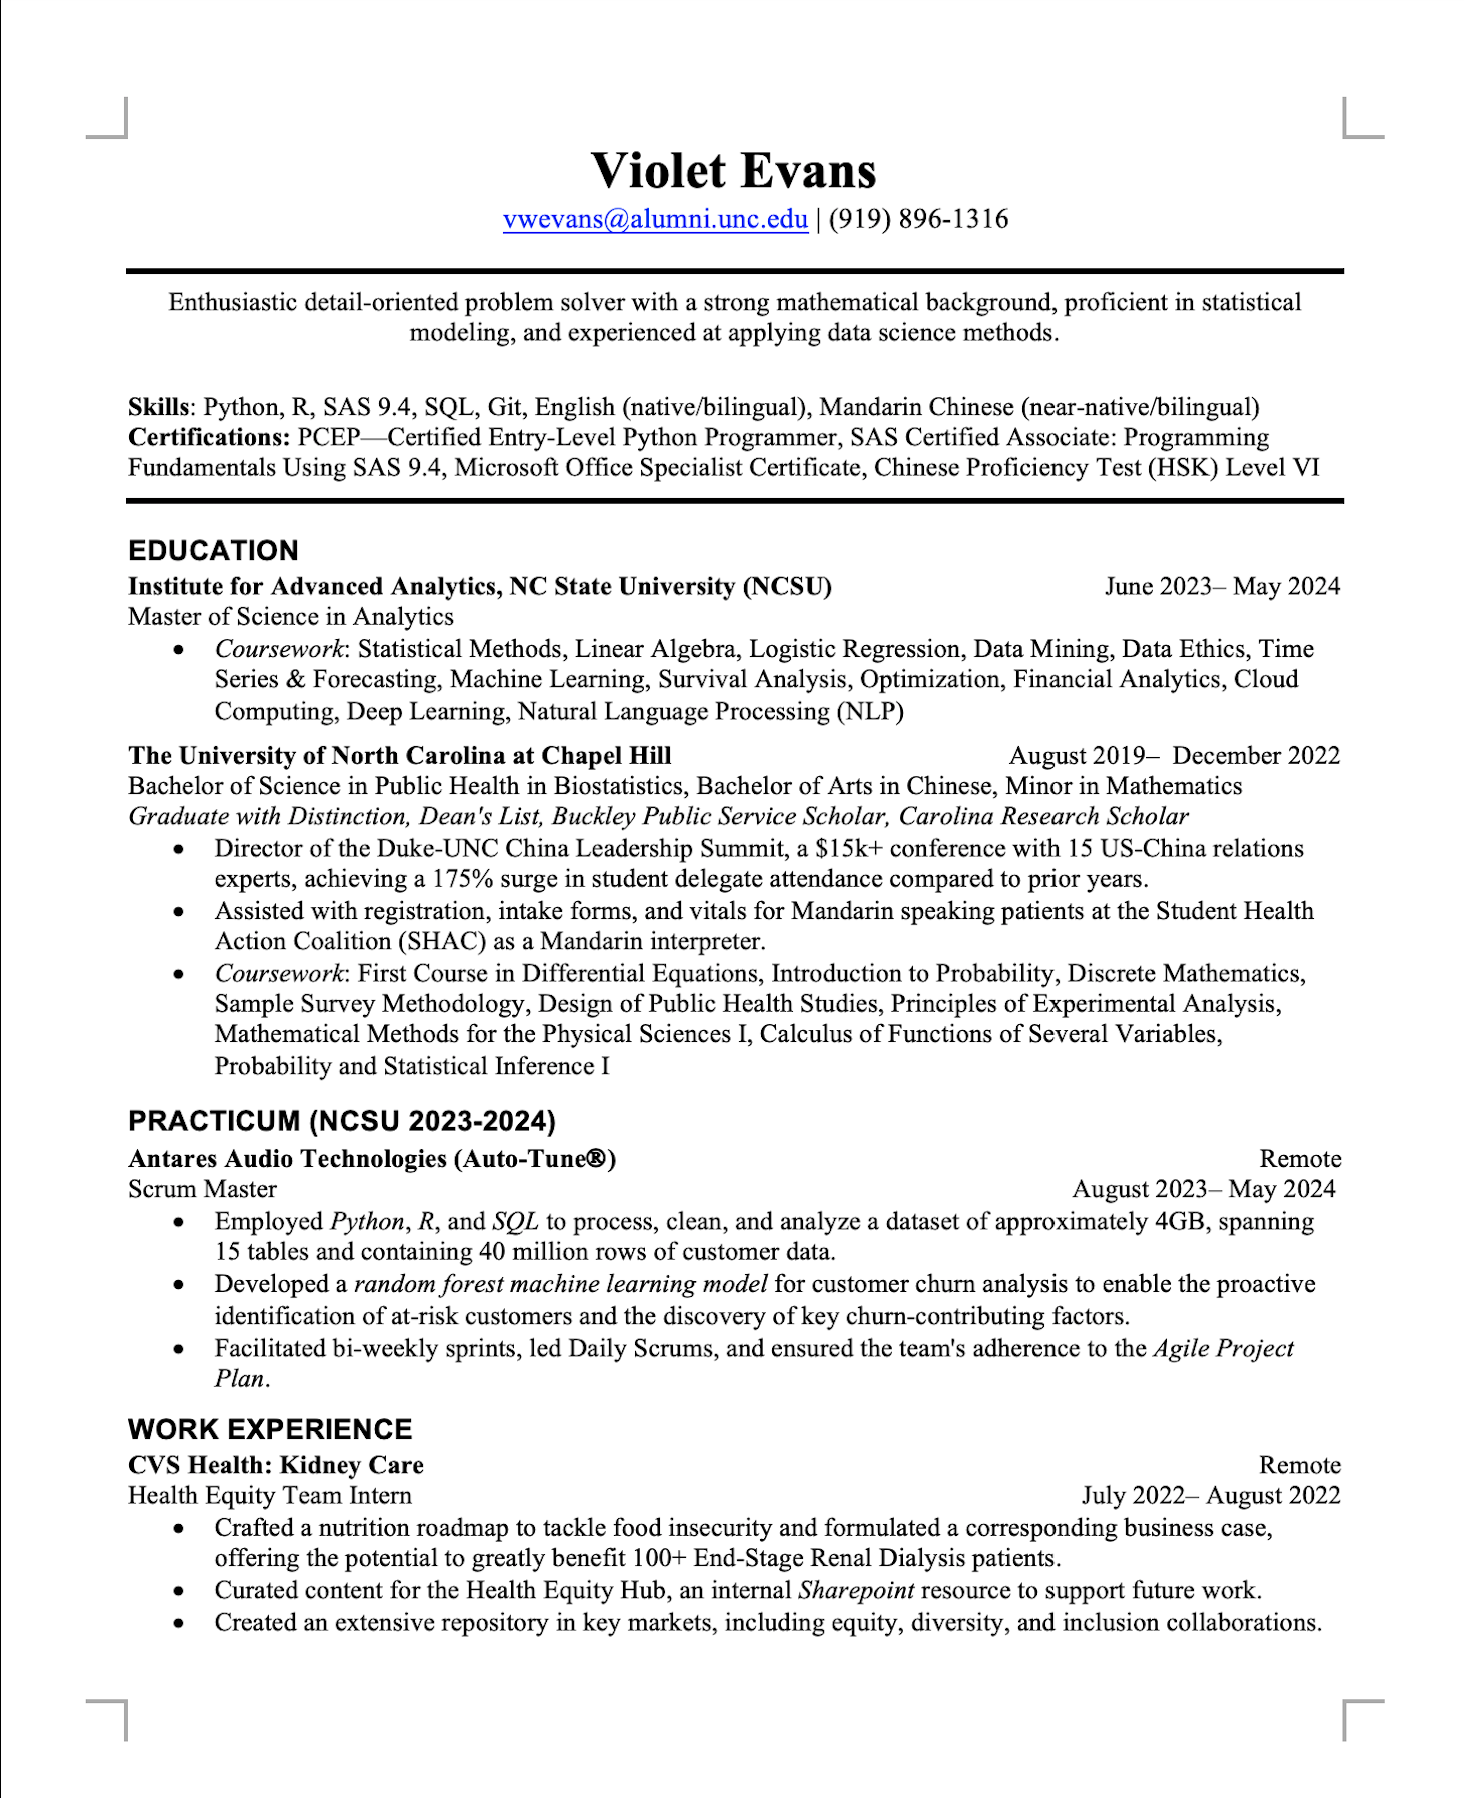 Violet Evans
vwevans@alumni.unc.edu | (919) 896-1316
Enthusiastic detail-oriented problem solver with a strong mathematical background, proficient in statistical
modeling, and experienced at applying data science methods.
Skills: Python, R, SAS 9.4, SQL, Git, English (native/bilingual), Mandarin Chinese (near-native/bilingual)
Certifications: PCEP—Certified Entry-Level Python Programmer, SAS Certified Associate: Programming
Fundamentals Using SAS 9.4, Microsoft Office Specialist Certificate, Chinese Proficiency Test (HSK) Level VI
EDUCATION
Institute for Advanced Analytics, NC State University (NCSU) June 2023– May 2024
Master of Science in Analytics
• Coursework: Statistical Methods, Linear Algebra, Logistic Regression, Data Mining, Data Ethics, Time
Series & Forecasting, Machine Learning, Survival Analysis, Optimization, Financial Analytics, Cloud
Computing, Deep Learning, Natural Language Processing (NLP)
The University of North Carolina at Chapel Hill August 2019– December 2022
Bachelor of Science in Public Health in Biostatistics, Bachelor of Arts in Chinese, Minor in Mathematics
Graduate with Distinction, Dean's List, Buckley Public Service Scholar, Carolina Research Scholar
• Director of the Duke-UNC China Leadership Summit, a $15k+ conference with 15 US-China relations
experts, achieving a 175% surge in student delegate attendance compared to prior years.
• Assisted with registration, intake forms, and vitals for Mandarin speaking patients at the Student Health
Action Coalition (SHAC) as a Mandarin interpreter.
• Coursework: First Course in Differential Equations, Introduction to Probability, Discrete Mathematics,
Sample Survey Methodology, Design of Public Health Studies, Principles of Experimental Analysis,
Mathematical Methods for the Physical Sciences I, Calculus of Functions of Several Variables,
Probability and Statistical Inference I
PRACTICUM (NCSU 2023-2024)
Antares Audio Technologies (Auto-Tune®) Remote
Scrum Master August 2023– May 2024
• Employed Python, R, and SQL to process, clean, and analyze a dataset of approximately 4GB, spanning
15 tables and containing 40 million rows of customer data.
• Developed a random forest machine learning model for customer churn analysis to enable the proactive
identification of at-risk customers and the discovery of key churn-contributing factors.
• Facilitated bi-weekly sprints, led Daily Scrums, and ensured the team's adherence to the Agile Project
Plan.
WORK EXPERIENCE
CVS Health: Kidney Care Remote
Health Equity Team Intern July 2022– August 2022
• Crafted a nutrition roadmap to tackle food insecurity and formulated a corresponding business case,
offering the potential to greatly benefit 100+ End-Stage Renal Dialysis patients.
• Curated content for the Health Equity Hub, an internal Sharepoint resource to support future work.
• Created an extensive repository in key markets, including equity, diversity, and inclusion collaborations.